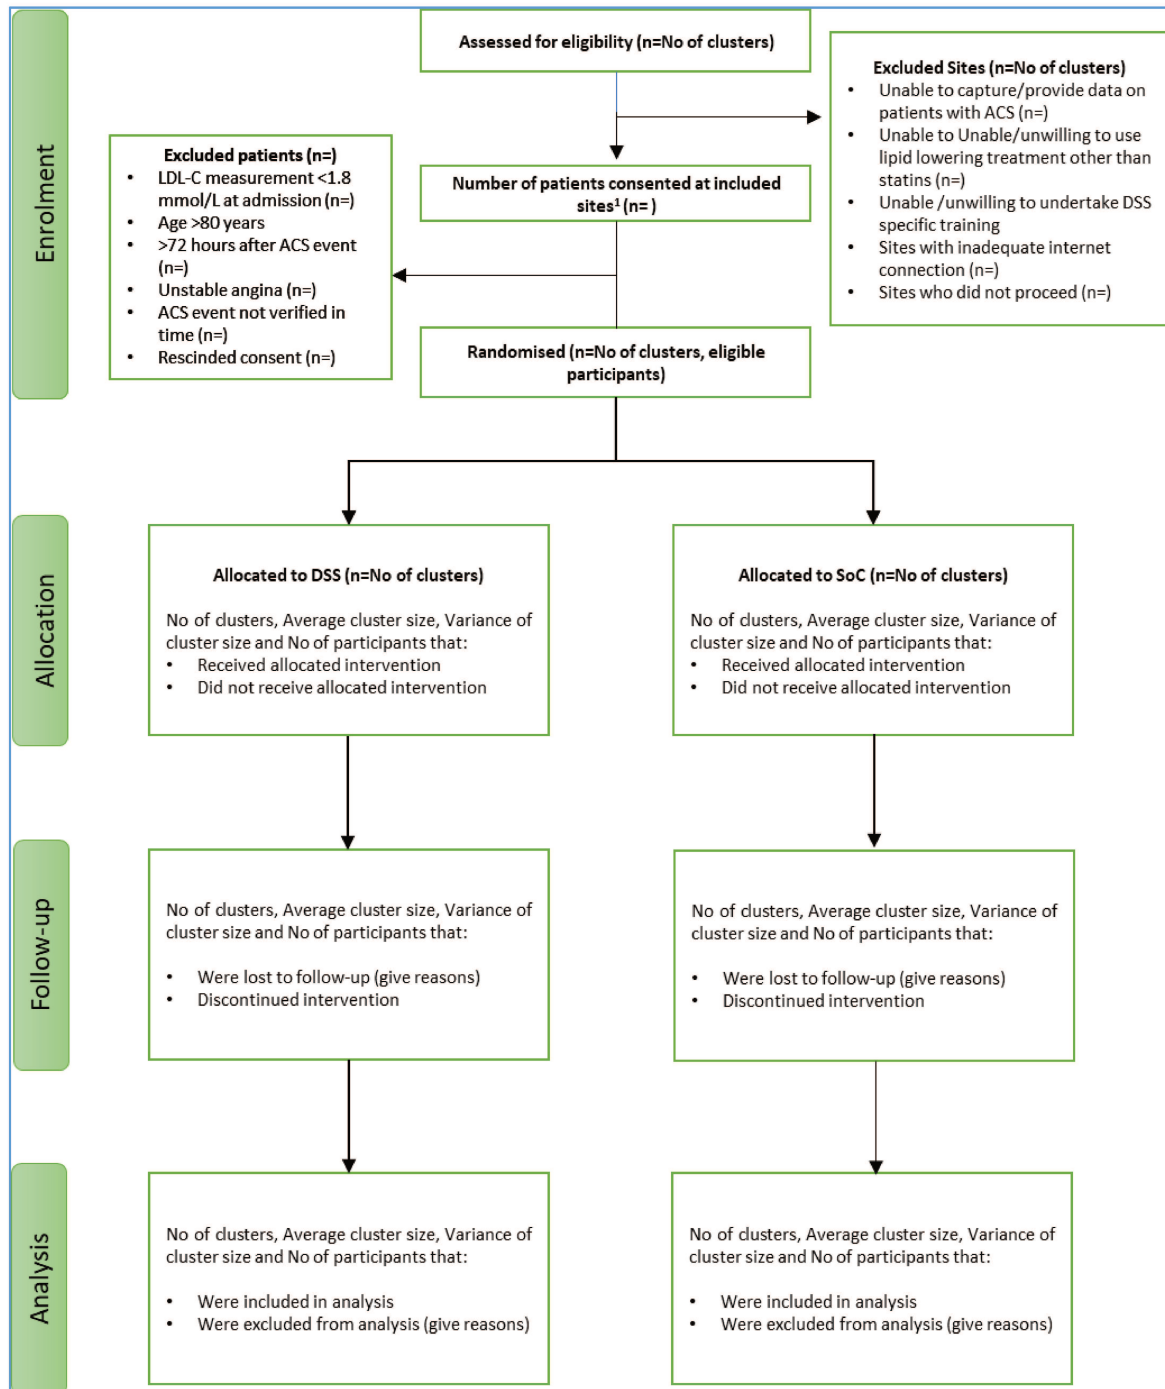 Enrolment
Assessed for eligibility (n=No of clusters)
Excluded Sites (n=No of clusters)
• Unable to capture/provide data on
patients with ACS (n=)
• Unable to Unable/unwilling to use
lipid lowering treatment other than
statins (n=)
• Unable /unwilling to undertake DSS
specific training
• Sites with inadequate internet
connection (n=)
• Sites who did not proceed (n=)
Number of patients consented at included
sites¹ (n= )
Excluded patients (n=)
• LDL-C measurement <1.8
mmol/L at admission (n=)
• Age >80 years
• >72 hours after ACS event
(n=)
• Unstable angina (n=)
• ACS event not verified in
time (n=)
• Rescinded consent (n=)
Randomised (n=No of clusters, eligible
participants)
Allocation
Allocated to DSS (n=No of clusters)
No of clusters, Average cluster size, Variance of
cluster size and No of participants that:
• Received allocated intervention
• Did not receive allocated intervention
Allocated to SoC (n=No of clusters)
No of clusters, Average cluster size, Variance of
cluster size and No of participants that:
• Received allocated intervention
• Did not receive allocated intervention
Follow-up
No of clusters, Average cluster size, Variance of
cluster size and No of participants that:
• Were lost to follow-up (give reasons)
• Discontinued intervention
No of clusters, Average cluster size, Variance of
cluster size and No of participants that:
• Were lost to follow-up (give reasons)
• Discontinued intervention
Analysis
No of clusters, Average cluster size, Variance of
cluster size and No of participants that:
• Were included in analysis
• Were excluded from analysis (give reasons)
No of clusters, Average cluster size, Variance of
cluster size and No of participants that:
• Were included in analysis
• Were excluded from analysis (give reasons)